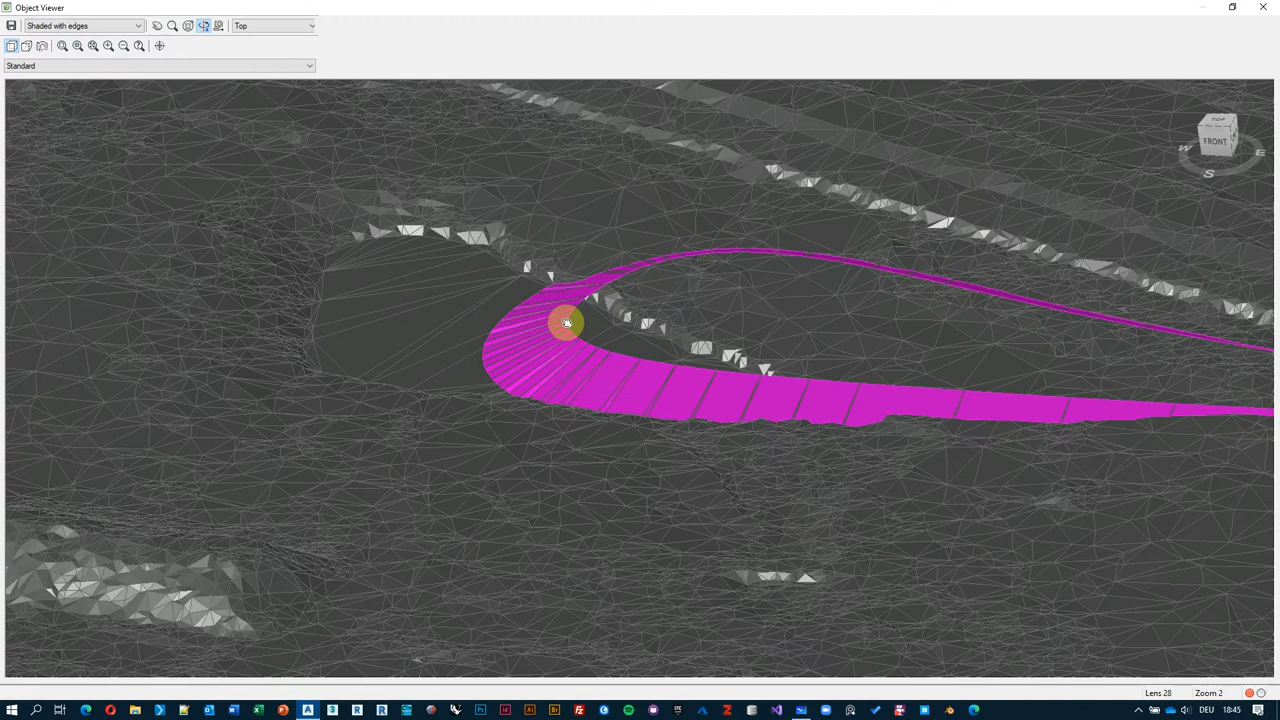 Object Viewer
Shaded with edges
Top
Standard
TOP
FRONT
W
E
S
Lens 28
Zoom 2
DEU
18:45